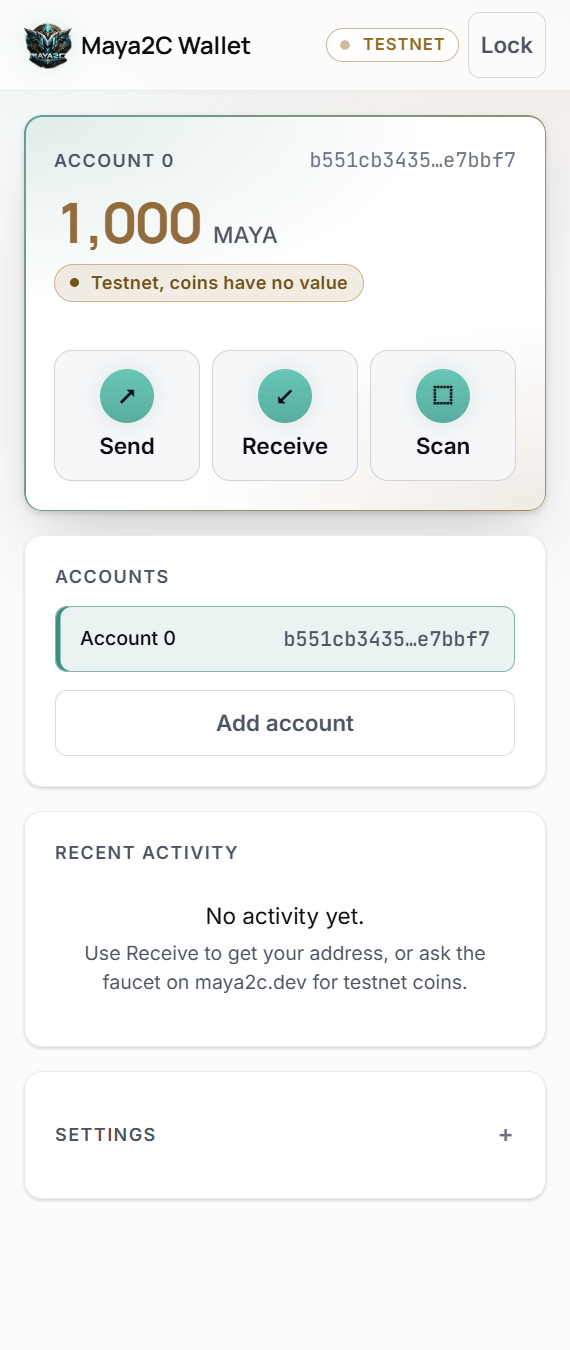 MAYA2C
Maya2C Wallet
TESTNET
Lock
ACCOUNT 0
b551cb3435…e7bbf7
1,000 MAYA
Testnet, coins have no value
Send
Receive
Scan
ACCOUNTS
Account 0
b551cb3435…e7bbf7
Add account
RECENT ACTIVITY
No activity yet.
Use Receive to get your address, or ask the
faucet on maya2c.dev for testnet coins.
SETTINGS
+